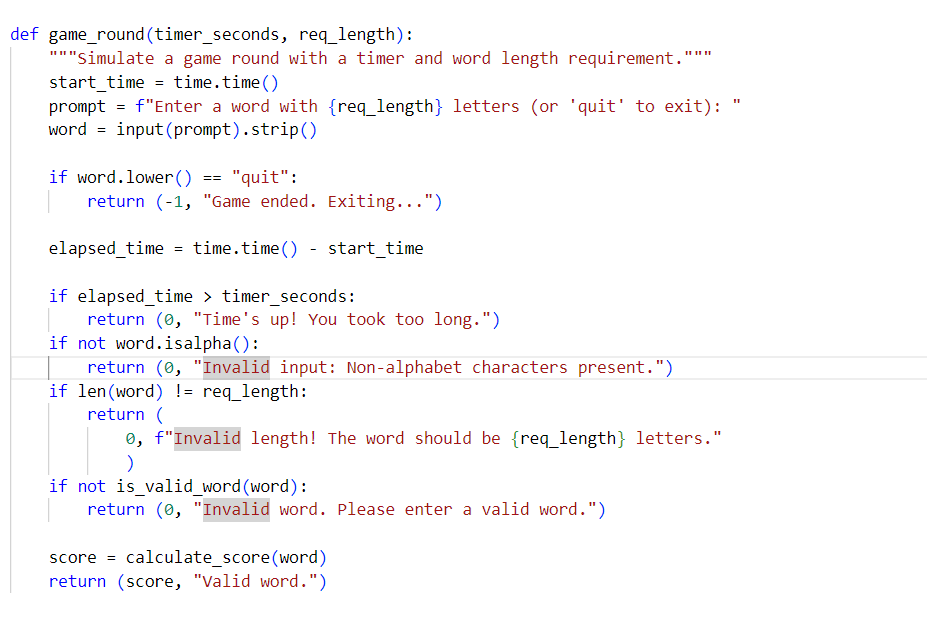 def game_round(timer_seconds, req_length):
    """Simulate a game round with a timer and word length requirement."""
    start_time = time.time()
    prompt = f"Enter a word with {req_length} letters (or 'quit' to exit): "
    word = input(prompt).strip()

    if word.lower() == "quit":
        return (-1, "Game ended. Exiting...")

    elapsed_time = time.time() - start_time

    if elapsed_time > timer_seconds:
        return (0, "Time's up! You took too long.")
    if not word.isalpha():
        return (0, "Invalid input: Non-alphabet characters present.")
    if len(word) != req_length:
        return (
            0, f"Invalid length! The word should be {req_length} letters."
            )
    if not is_valid_word(word):
        return (0, "Invalid word. Please enter a valid word.")

    score = calculate_score(word)
    return (score, "Valid word.")